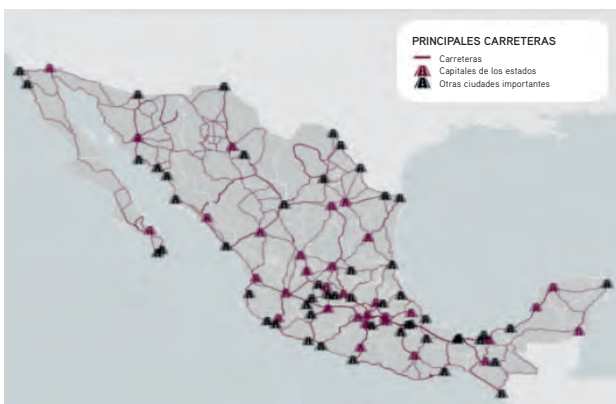 PRINCIPALES CARRETERAS
Carreteras
Capitales de los estados
Otras ciudades importantes